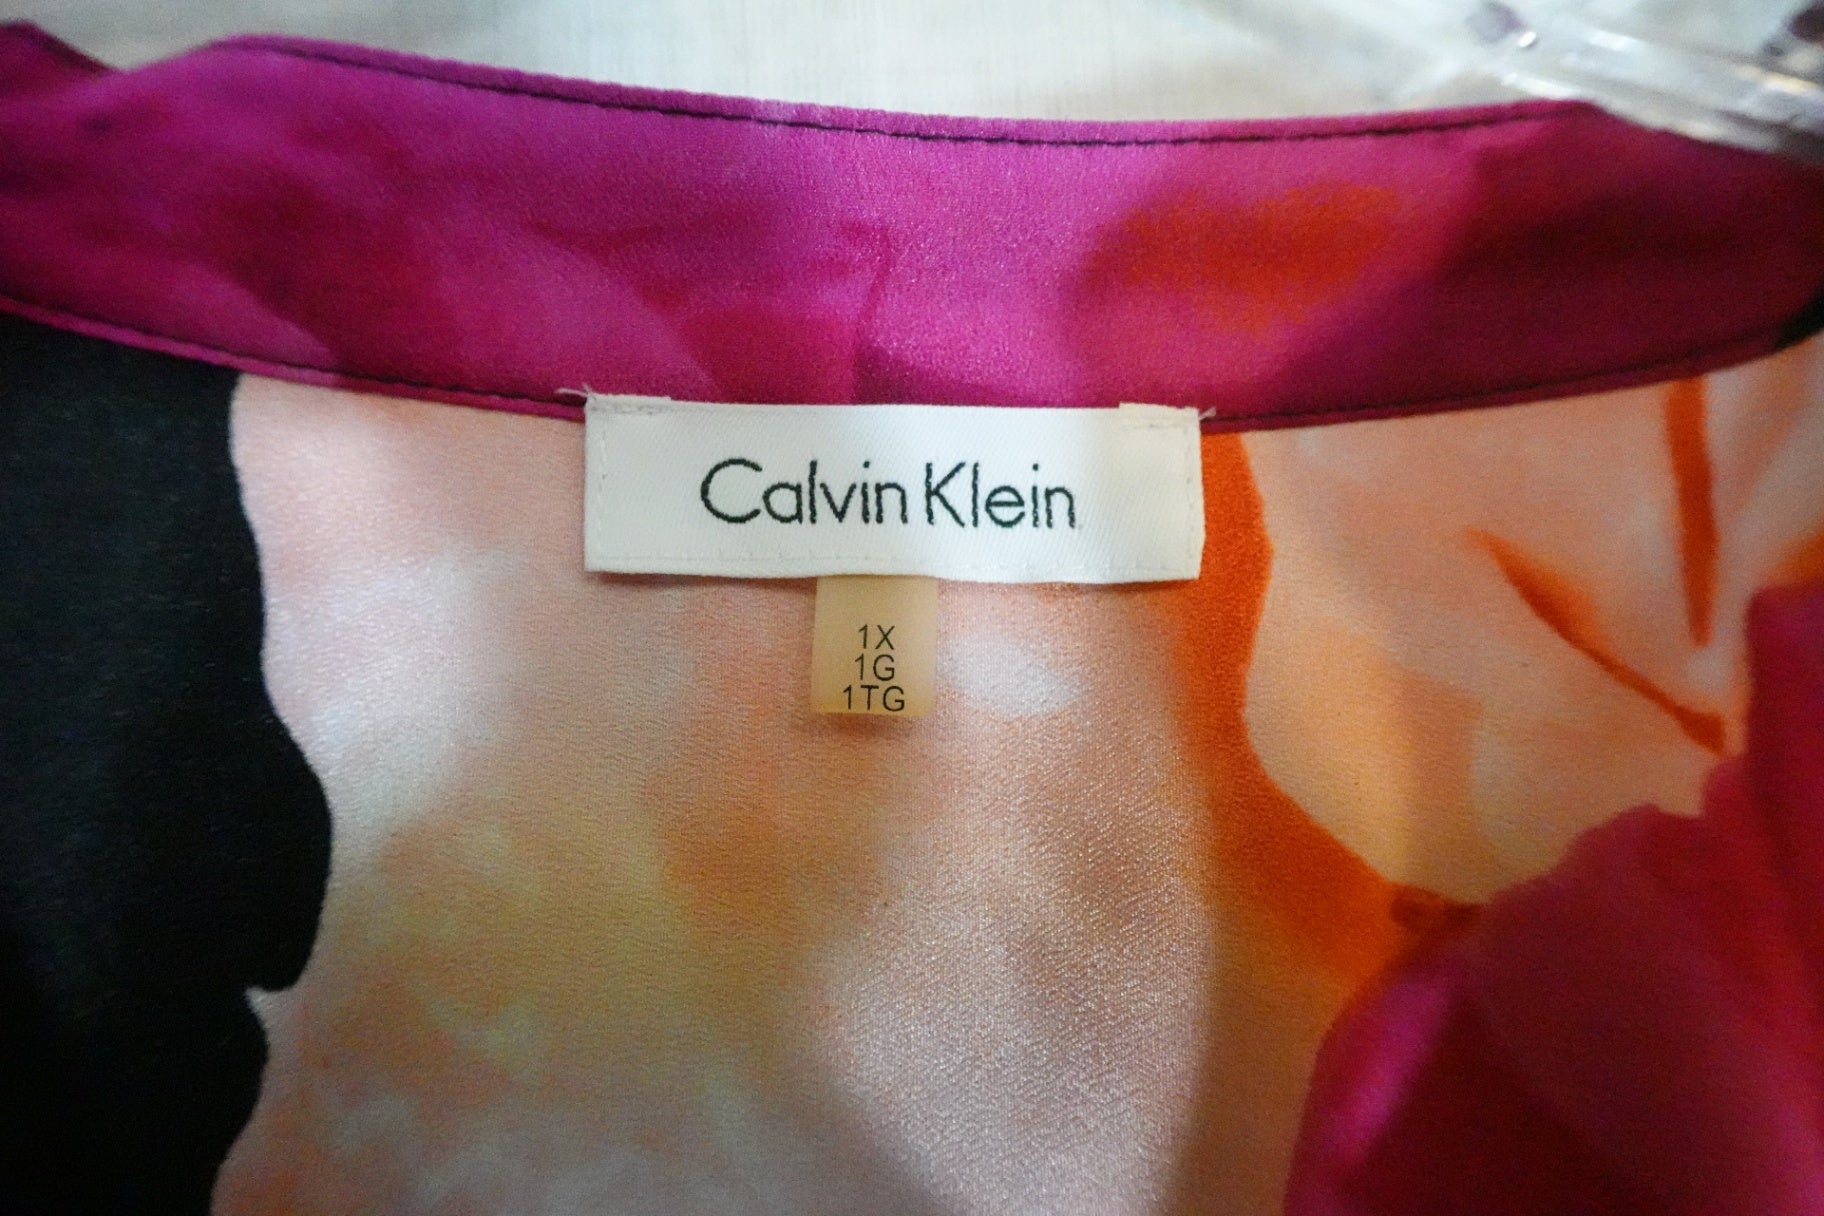 Calvin Klein
1X
1G
1TG